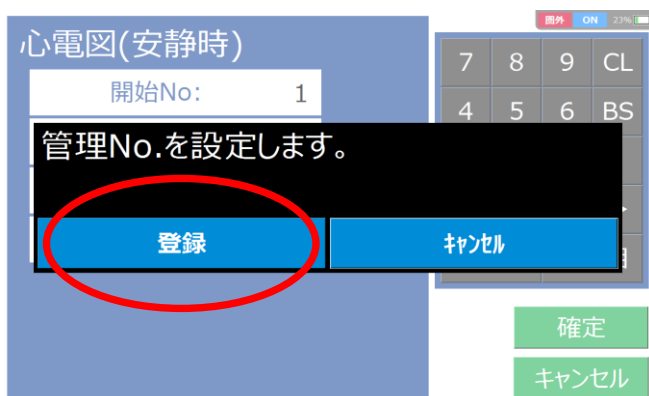 圏外 ON 23%
心電図(安静時)
7 8 9 CL
開始No: 1
4 5 6 BS
管理No.を設定します。
登録 ｷｬﾝｾﾙ
確定
キャンセル